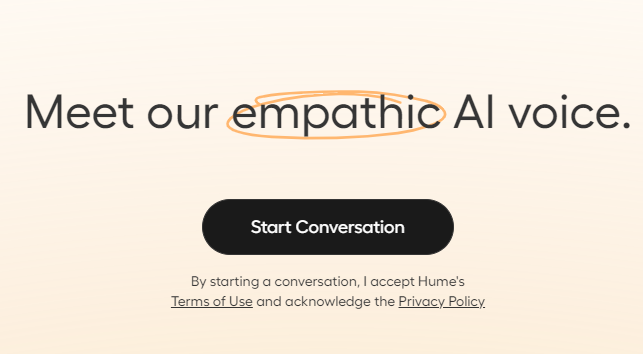 Meet our empathic AI voice.
Start Conversation
By starting a conversation, I accept Hume's
Terms of Use and acknowledge the Privacy Policy